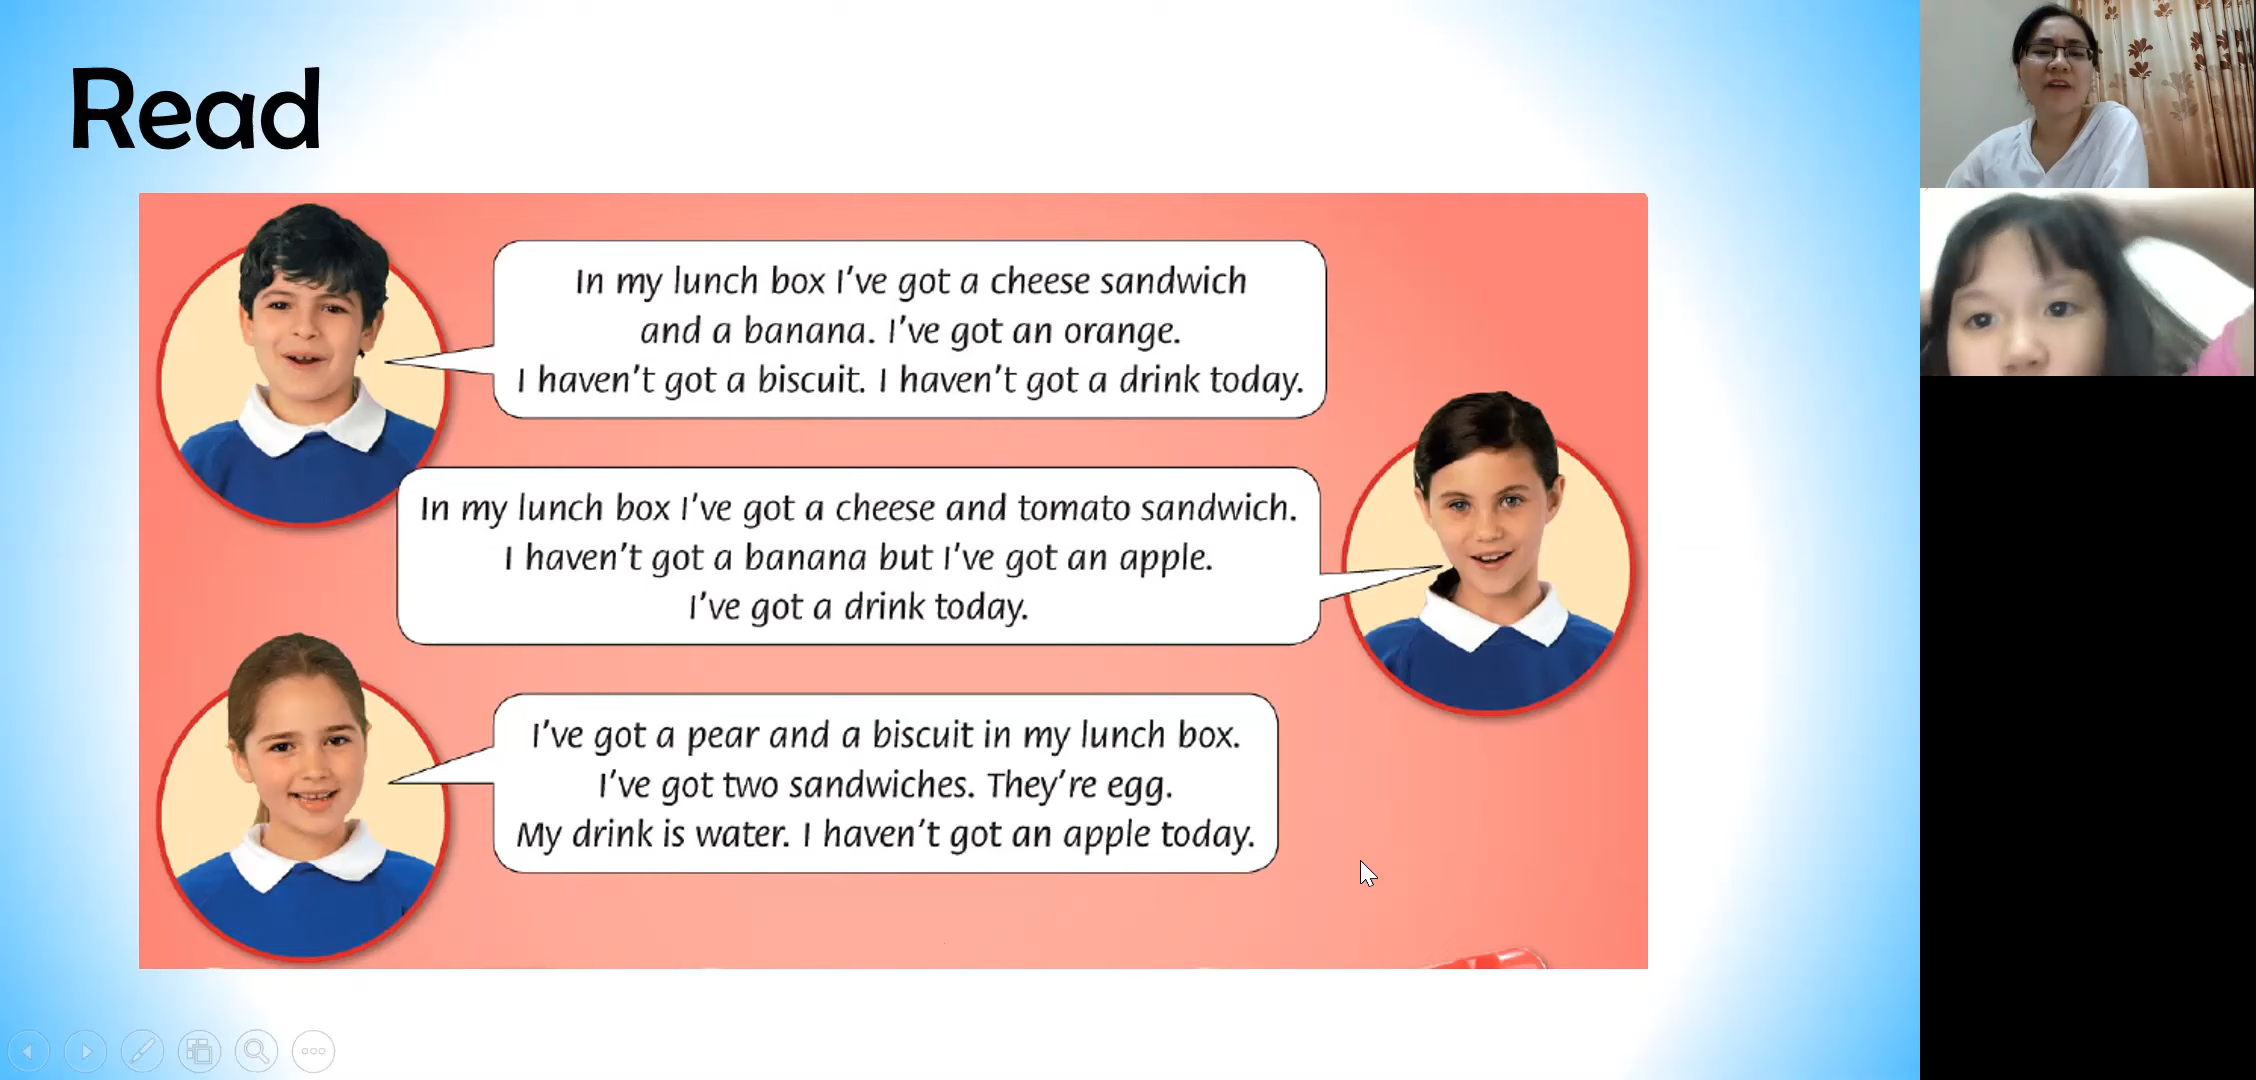 Read
In my lunch box I've got a cheese sandwich
and a banana. I've got an orange.
I haven't got a biscuit. I haven't got a drink today.
In my lunch box I've got a cheese and tomato sandwich.
I haven't got a banana but I've got an apple.
I've got a drink today.
I've got a pear and a biscuit in my lunch box.
I've got two sandwiches. They're egg.
My drink is water. I haven't got an apple today.